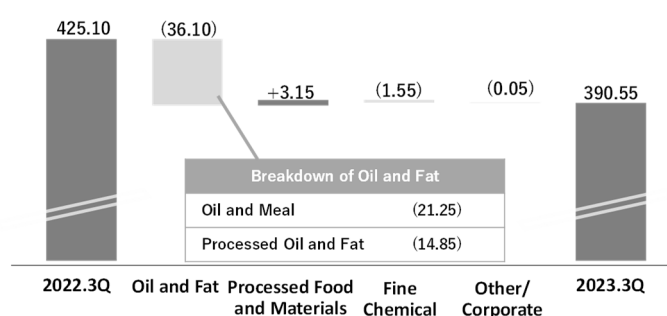 425.10
(36.10)
+3.15
(1.55)
(0.05)
390.55
Breakdown of Oil and Fat
Oil and Meal (21.25)
Processed Oil and Fat (14.85)
2022.3Q
Oil and Fat
Processed Food
and Materials
Fine
Chemical
Other/
Corporate
2023.3Q